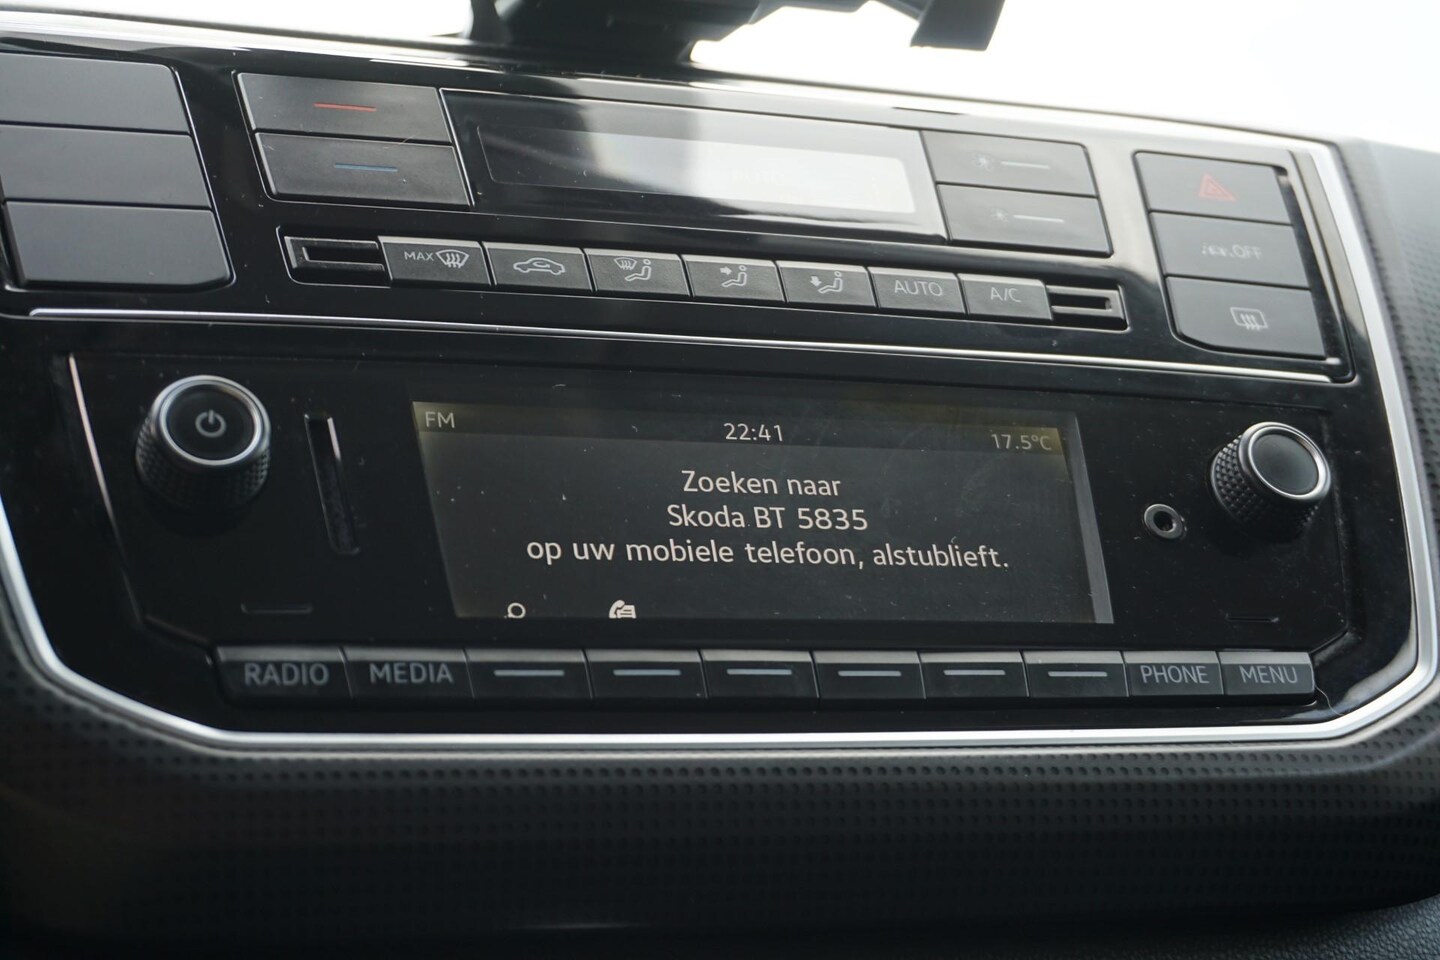 MAX
AUTO
A/C
OFF
FM
22:41
17.5°C
Zoeken naar
Skoda BT 5835
op uw mobiele telefoon, alstublieft.
RADIO
MEDIA
PHONE
MENU